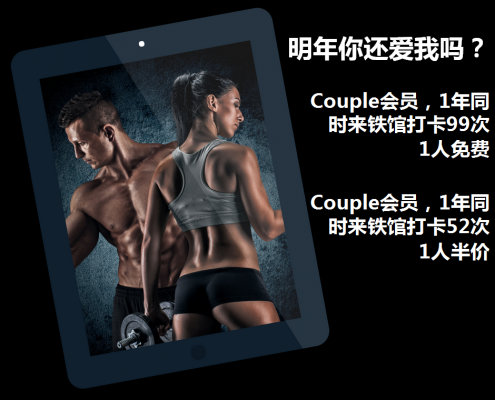 明年你还爱我吗？
Couple会员，1年同
时来铁馆打卡99次
1人免费
Couple会员，1年同
时来铁馆打卡52次
1人半价